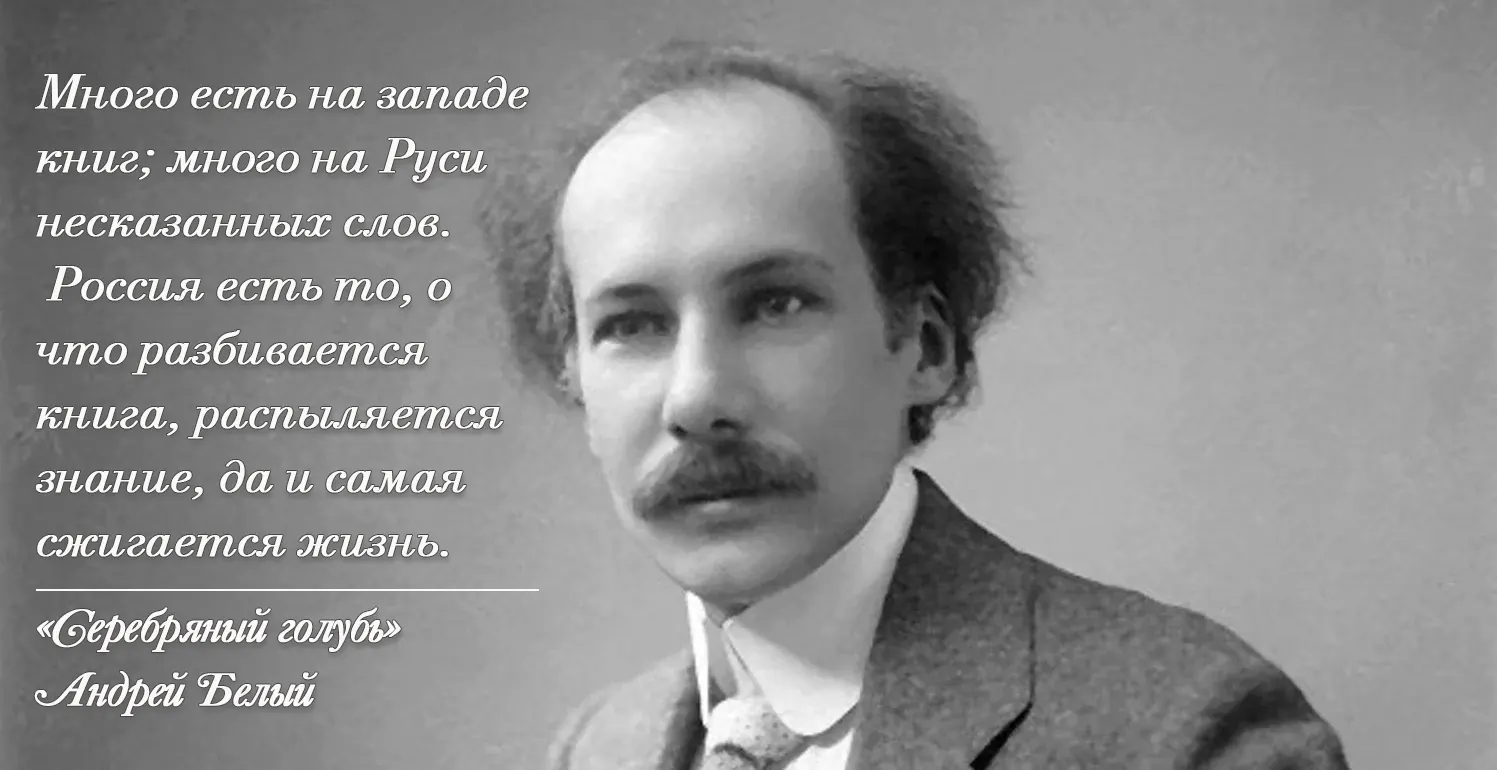 Много есть на западе
книг; много на Руси
несказанных слов.
Россия есть то, о
что разбивается
книга, распыляется
знание, да и самая
сжигается жизнь.
«Серебряный голубь»
Андрей Белый